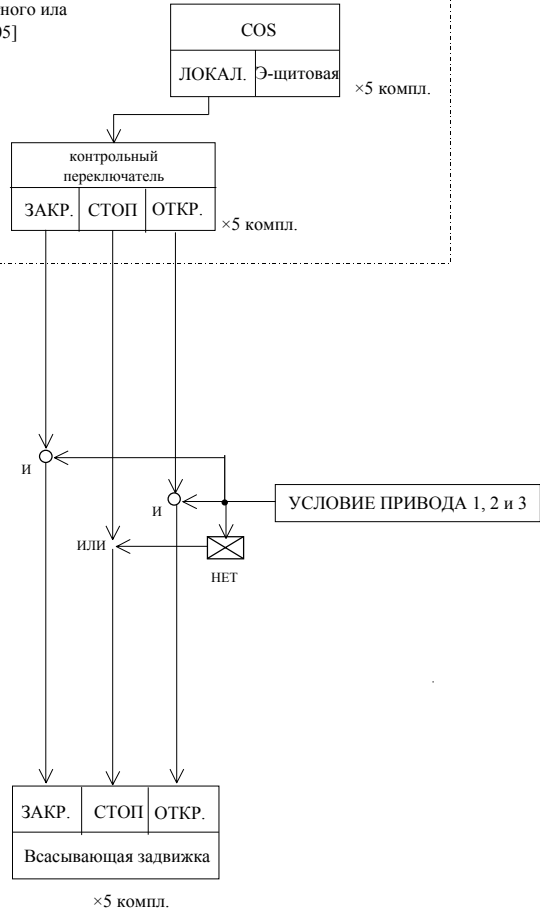 ного ила
05]
COS
ЛОКАЛ. Э-щитовая
×5 компл.
контрольный
переключатель
ЗАКР. СТОП ОТКР.
×5 компл.
И
И
УСЛОВИЕ ПРИВОДА 1, 2 и 3
ИЛИ
НЕТ
ЗАКР. СТОП ОТКР.
Всасывающая задвижка
×5 компл.